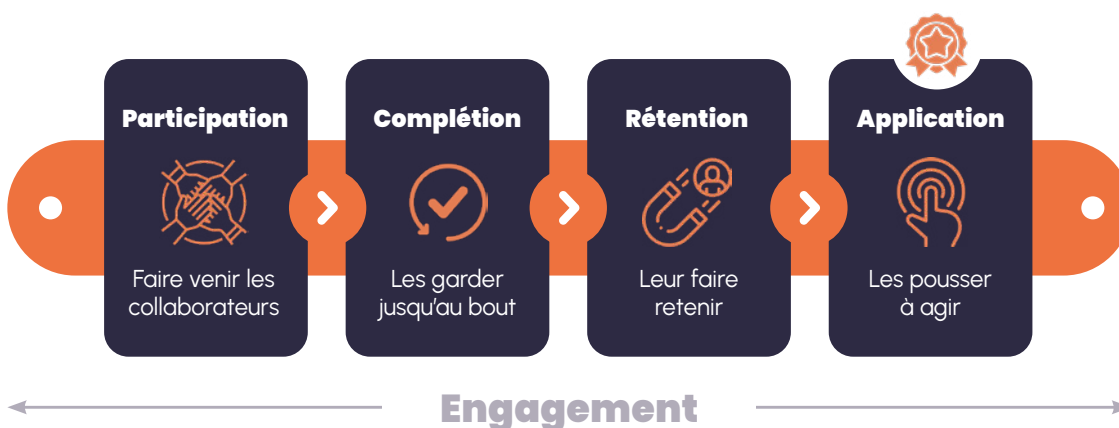 Participation
Faire venir les
collaborateurs
Complétion
Les garder
jusqu'au bout
Rétention
Leur faire
retenir
Application
Les pousser
à agir
Engagement